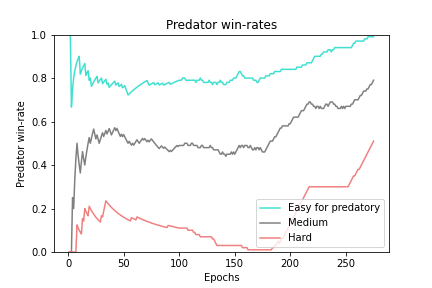 Predator win-rates
Predator win-rate
1.0
0.8
0.6
0.4
0.2
0.0
0
50
100
150
200
250
Epochs
Easy for predatory
Medium
Hard